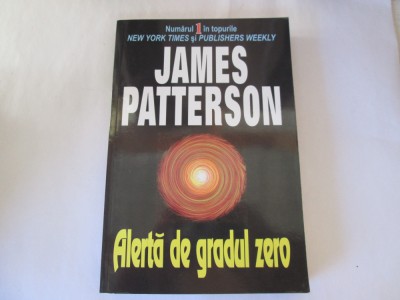 Numărul 1 în topurile
NEW YORK TIMES și PUBLISHERS WEEKLY
JAMES
PATTERSON
Alertă de gradul zero